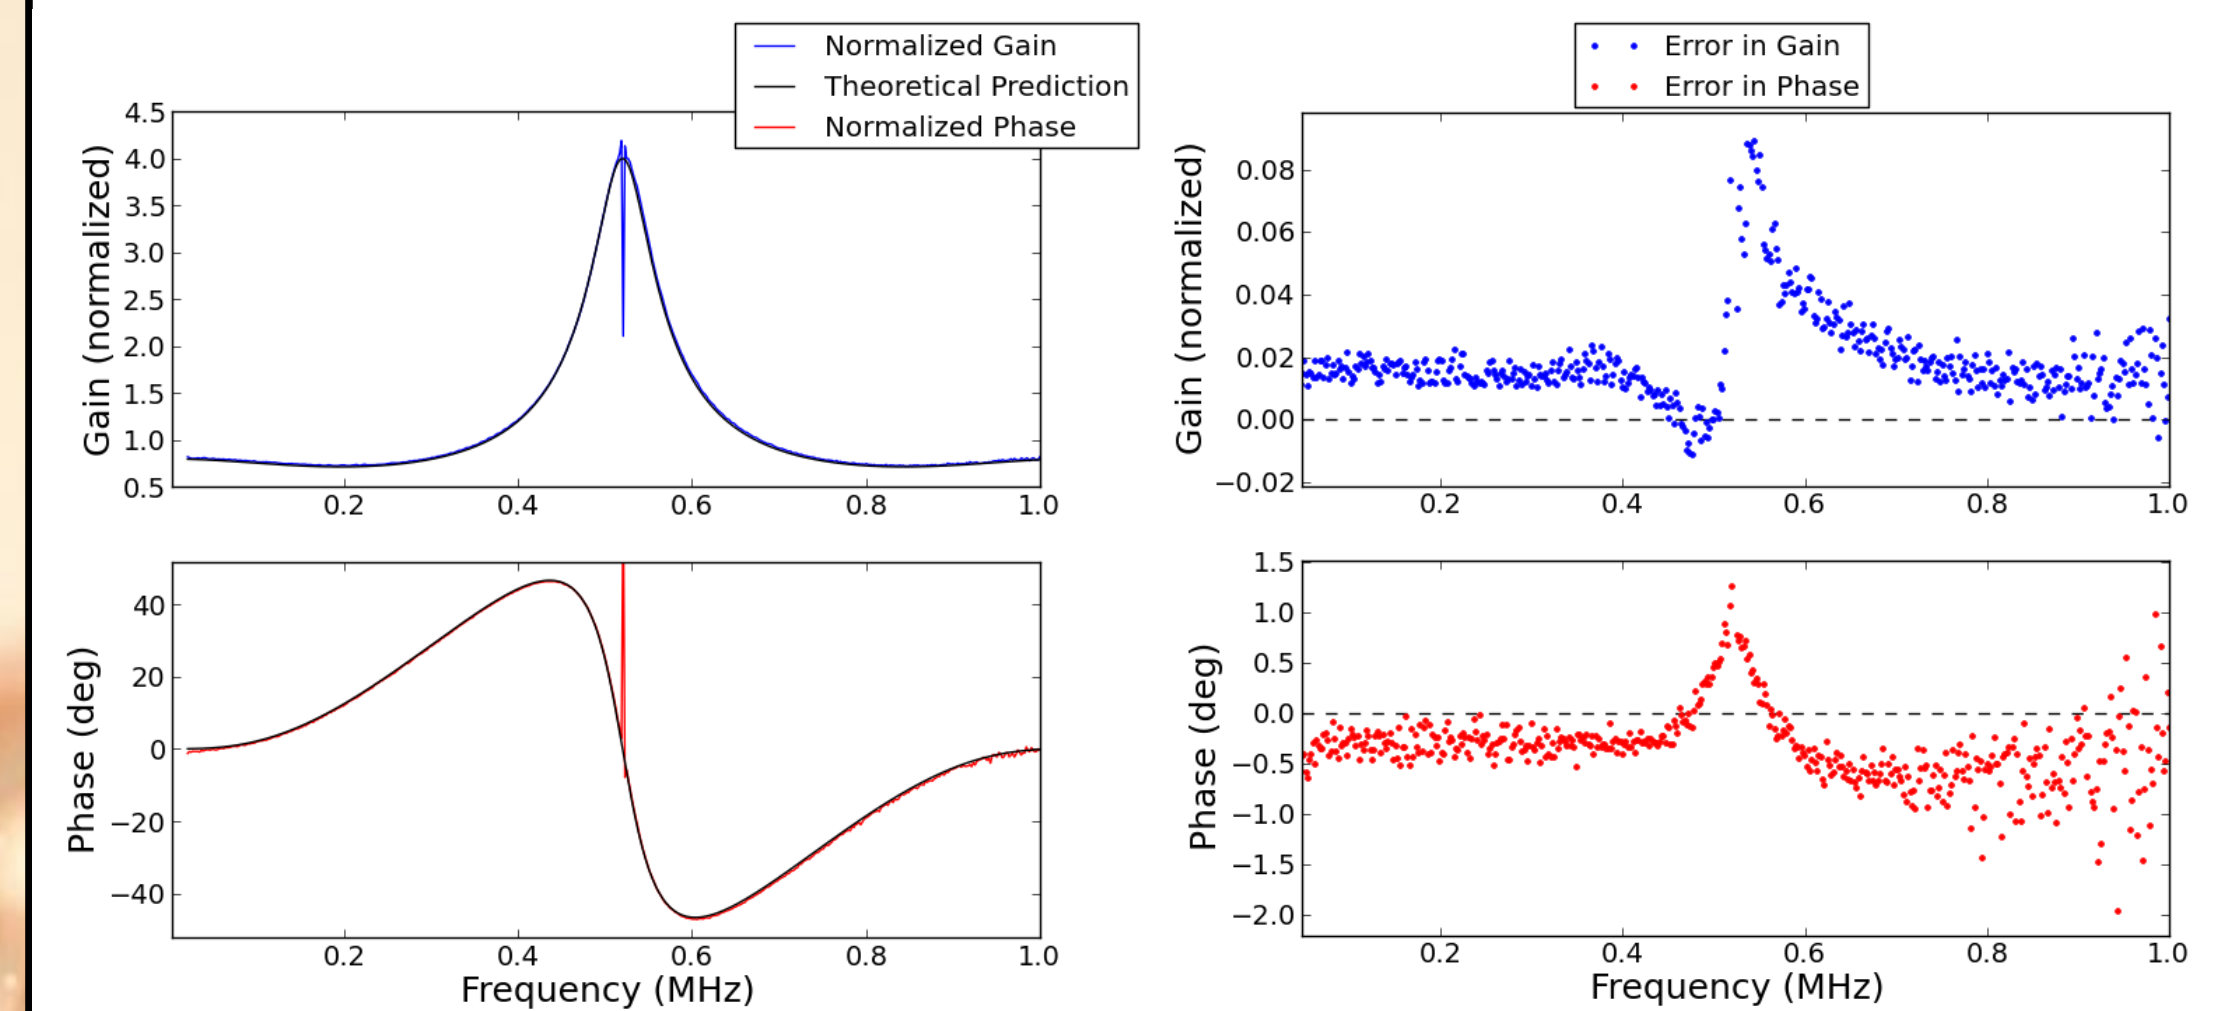 Normalized Gain
Theoretical Prediction
Normalized Phase
4.5
4.0
3.5
3.0
2.5
2.0
1.5
1.0
0.5
Gain (normalized)
0.2 0.4 0.6 0.8 1.0
40
20
0
−20
−40
Phase (deg)
0.2 0.4 0.6 0.8 1.0
Frequency (MHz)
Error in Gain
Error in Phase
0.08
0.06
0.04
0.02
0.00
−0.02
Gain (normalized)
0.2 0.4 0.6 0.8 1.0
1.5
1.0
0.5
0.0
−0.5
−1.0
−1.5
−2.0
Phase (deg)
0.2 0.4 0.6 0.8 1.0
Frequency (MHz)